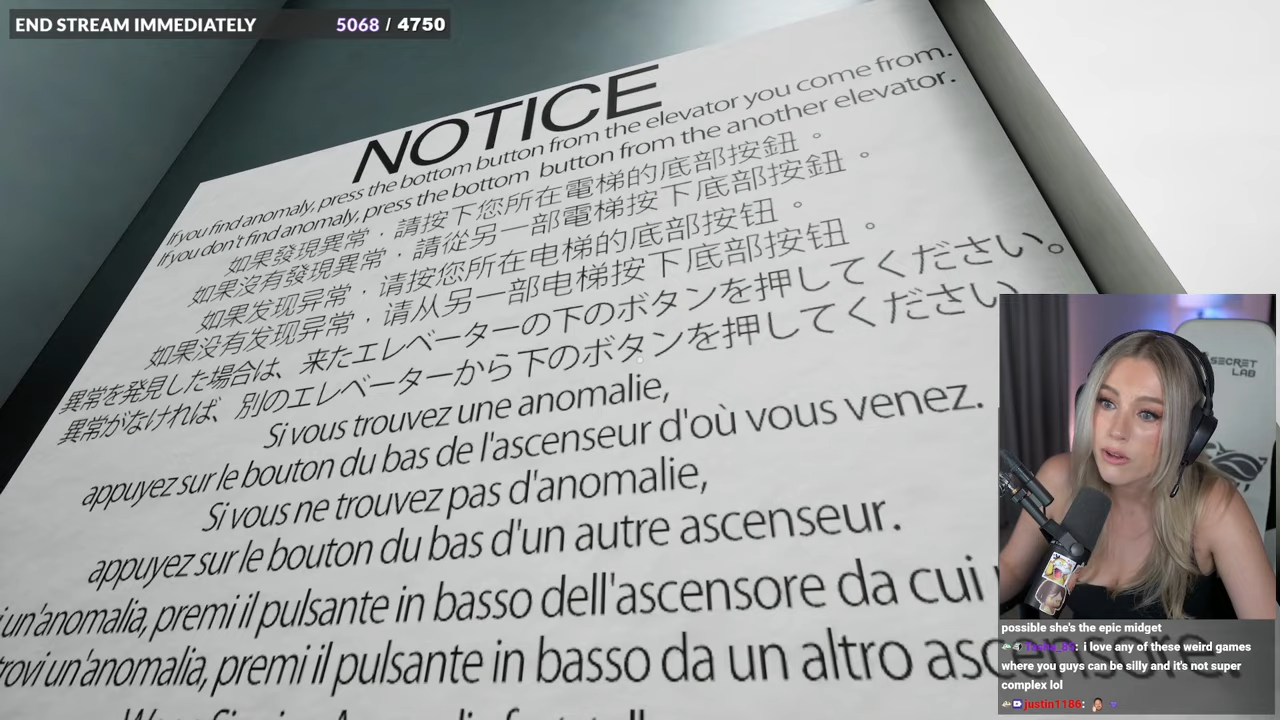 END STREAM IMMEDIATELY 5068 / 4750
NOTICE
If you find anomaly, press the bottom button from the elevator you come from.
If you don't find anomaly, press the bottom button from the another elevator.
如果發現異常，請按下您所在電梯的底部按鈕。
如果沒有發現異常，請從另一部電梯按下底部按鈕。
如果发现异常，请按您所在电梯的底部按钮。
如果没有发现异常，请从另一部电梯按下底部按钮。
異常を発見した場合は、来たエレベーターの下のボタンを押してください。
異常がなければ、別のエレベーターから下のボタンを押してください
Si vous trouvez une anomalie,
appuyez sur le bouton du bas de l'ascenseur d'où vous venez.
Si vous ne trouvez pas d'anomalie,
appuyez sur le bouton du bas d'un autre ascenseur.
un'anomalia, premi il pulsante in basso dell'ascensore da cui
trovi un'anomalia, premi il pulsante in basso da un altro ascensore.
SECRET
LAB
possible she's the epic midget
: i love any of these weird games
where you guys can be silly and it's not super
complex lol
justin1186: